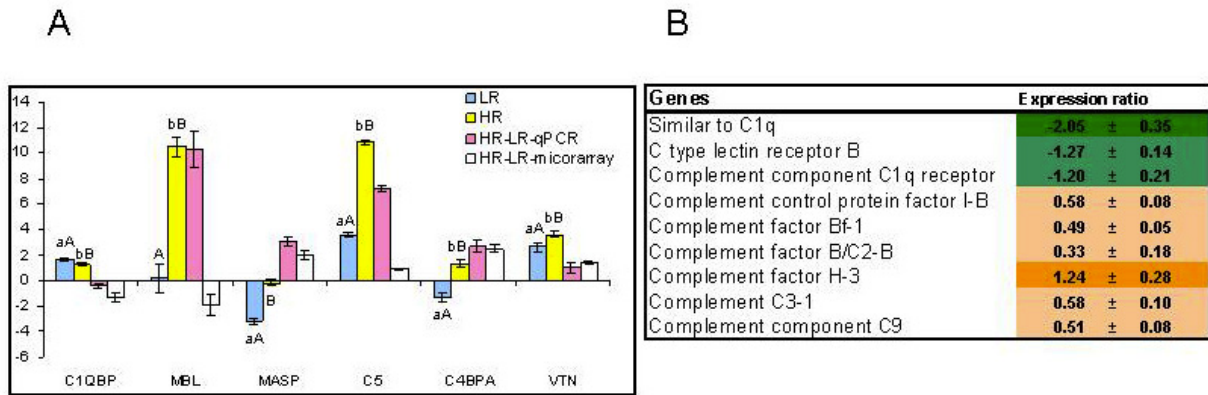 A
B
14
12
10
8
6
4
2
0
-2
-4
-6
LR
HR
HR-LR-qPCR
HR-LR-micorarray
aA
bB
A
bB
aA
B
aA
bB
aA
bB
aA
bB
C1QBP
MBL
MASP
C5
C4BPA
VTN
Genes Expression ratio
Similar to C1q -2.05 ± 0.35
C type lectin receptor B -1.27 ± 0.14
Complement component C1q receptor -1.20 ± 0.21
Complement control protein factor I-B 0.58 ± 0.08
Complement factor Bf-1 0.49 ± 0.05
Complement factor B/C2-B 0.33 ± 0.18
Complement factor H-3 1.24 ± 0.28
Complement C3-1 0.58 ± 0.10
Complement component C9 0.51 ± 0.08